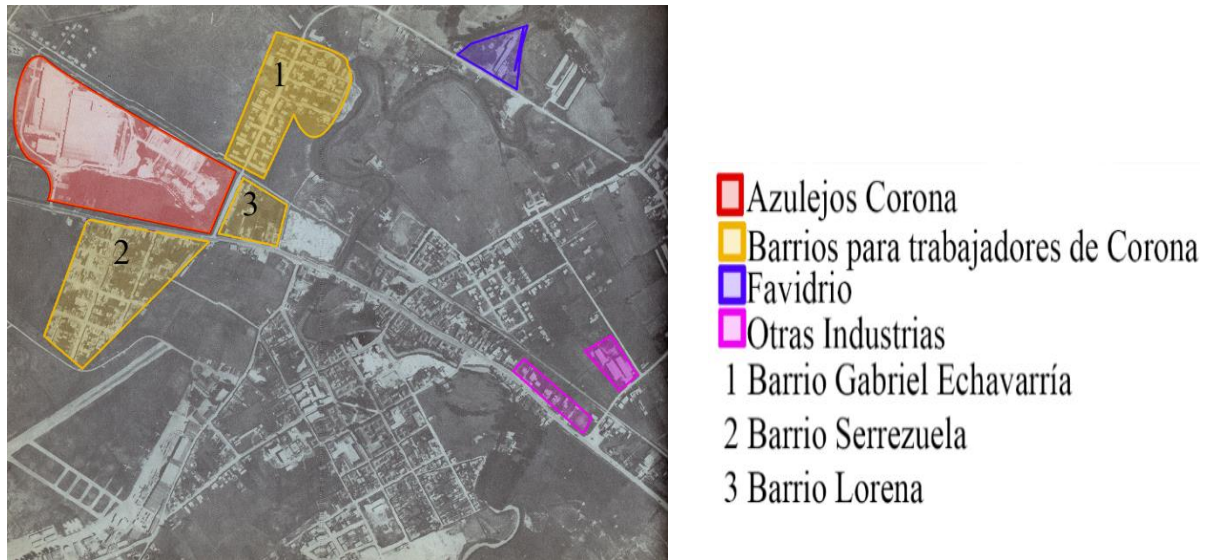 1
3
2
Azulejos Corona
Barrios para trabajadores de Corona
Favidrio
Otras Industrias
1 Barrio Gabriel Echavarría
2 Barrio Serrezuela
3 Barrio Lorena